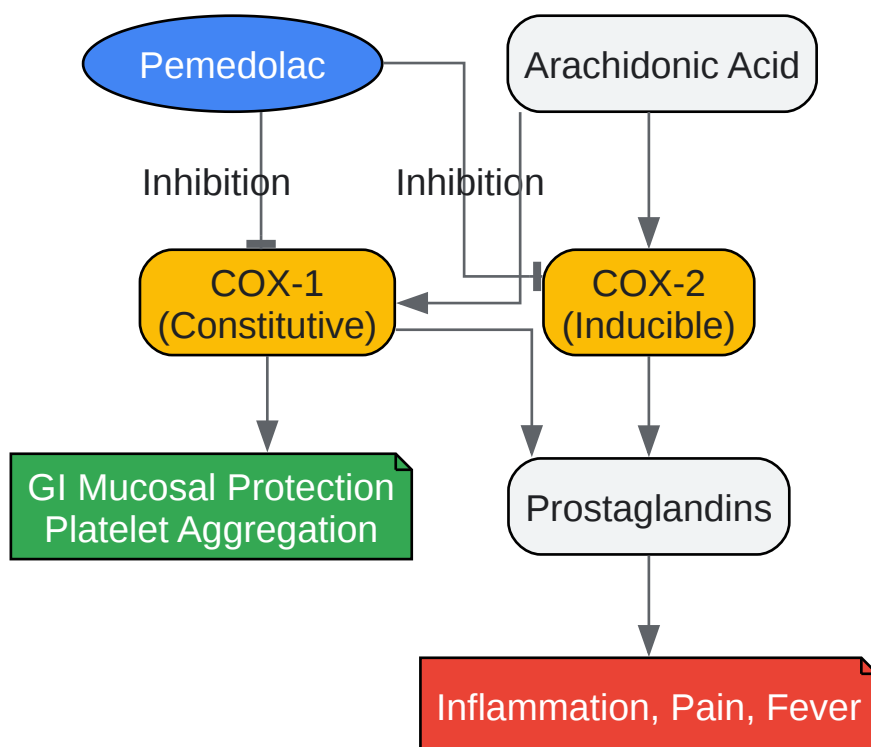 Pemedolac
Arachidonic Acid
Inhibition
Inhibition
COX-1
(Constitutive)
COX-2
(Inducible)
GI Mucosal Protection
Platelet Aggregation
Prostaglandins
Inflammation, Pain, Fever